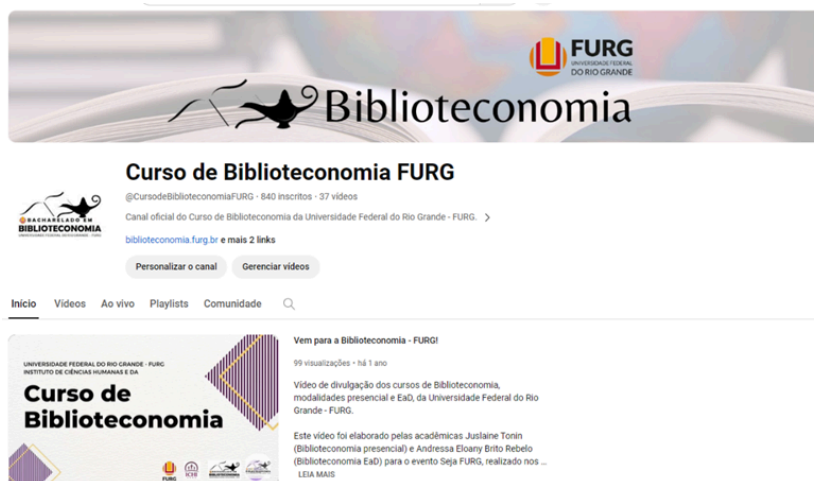 FURG
UNIVERSIDADE FEDERAL
DO RIO GRANDE
Biblioteconomia
Curso de Biblioteconomia FURG
@CursodeBiblioteconomiaFURG · 840 inscritos · 37 vídeos
Canal oficial do Curso de Biblioteconomia da Universidade Federal do Rio Grande - FURG.
biblioteconomia.furg.br e mais 2 links
BACHARELADO EM
BIBLIOTECONOMIA
Personalizar o canal Gerenciar vídeos
Início Vídeos Ao vivo Playlists Comunidade
UNIVERSIDADE FEDERAL DO RIO GRANDE - FURG
INSTITUTO DE CIÊNCIAS HUMANAS E DA
Curso de
Biblioteconomia
FURG
Vem para a Biblioteconomia - FURG!
99 visualizações • há 1 ano
Vídeo de divulgação dos cursos de Biblioteconomia,
modalidades presencial e EaD, da Universidade Federal do Rio
Grande - FURG.
Este vídeo foi elaborado pelas acadêmicas Juslaine Tonin
(Biblioteconomia presencial) e Andressa Eloany Brito Rebelo
(Biblioteconomia EaD) para o evento Seja FURG, realizado nos ...
LEIA MAIS